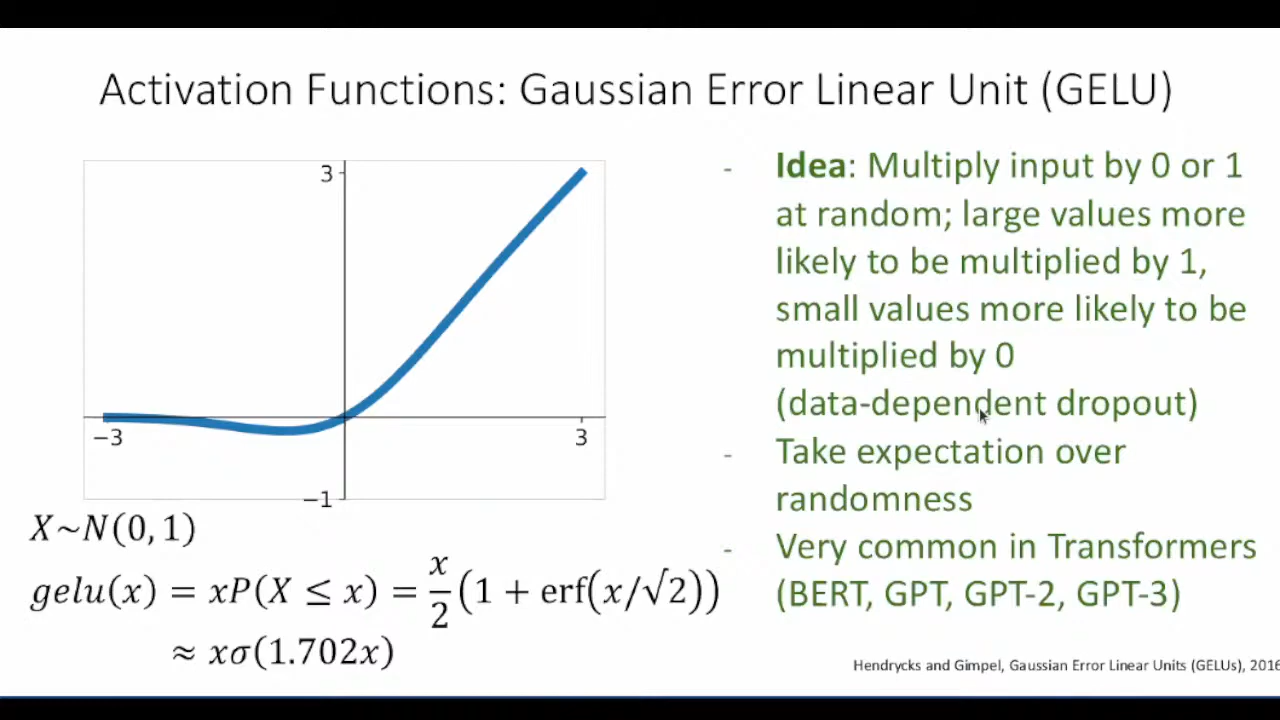 Activation Functions: Gaussian Error Linear Unit (GELU)
3
−3
3
−1
X~N(0, 1)
gelu(x) = xP(X ≤ x) = x/2 (1 + erf(x/√2))
≈ xσ(1.702x)
- Idea: Multiply input by 0 or 1
at random; large values more
likely to be multiplied by 1,
small values more likely to be
multiplied by 0
(data-dependent dropout)
- Take expectation over
randomness
- Very common in Transformers
(BERT, GPT, GPT-2, GPT-3)
Hendrycks and Gimpel, Gaussian Error Linear Units (GELUs), 2016